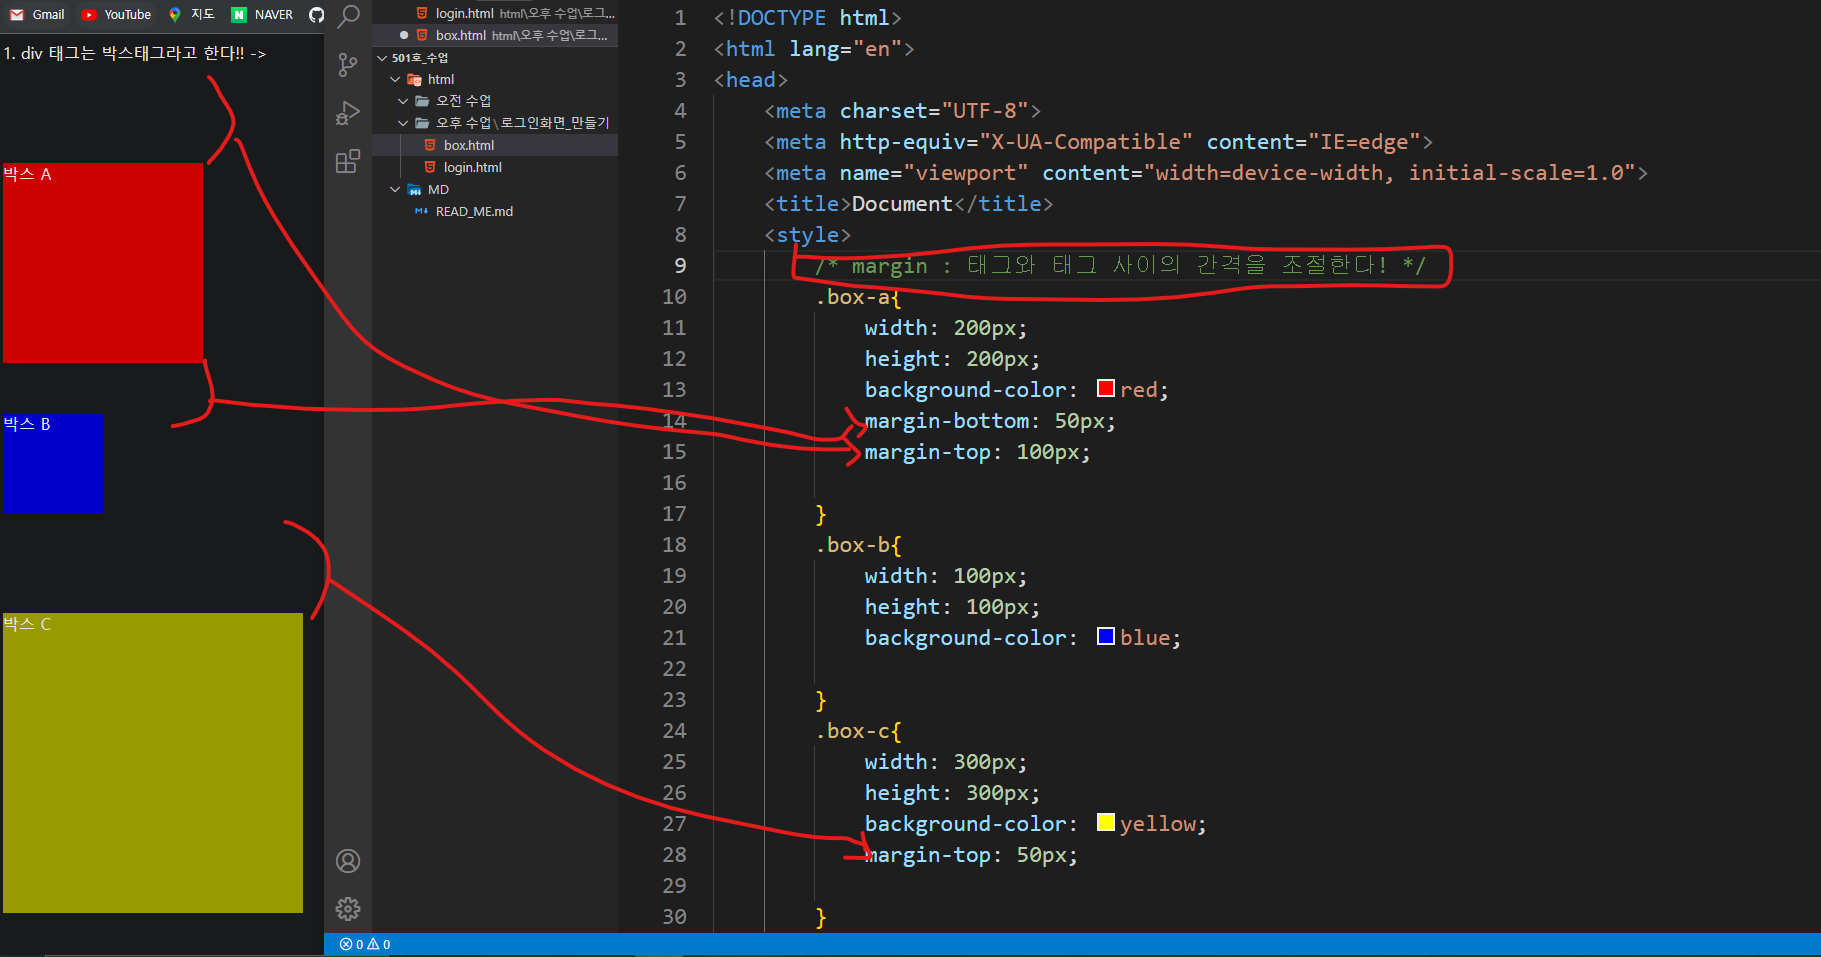 Gmail YouTube 지도 NAVER
1. div 태그는 박스태그라고 한다!! ->
박스 A
박스 B
박스 C
login.html html\오후 수업\로그...
box.html html\오후 수업\로그...
501호_수업
html
오전 수업
오후 수업\로그인화면_만들기
box.html
login.html
MD
READ_ME.md
1 <!DOCTYPE html>
2 <html lang="en">
3 <head>
4 <meta charset="UTF-8">
5 <meta http-equiv="X-UA-Compatible" content="IE=edge">
6 <meta name="viewport" content="width=device-width, initial-scale=1.0">
7 <title>Document</title>
8 <style>
9 /* margin : 태그와 태그 사이의 간격을 조절한다! */
10 .box-a{
11 width: 200px;
12 height: 200px;
13 background-color: red;
14 margin-bottom: 50px;
15 margin-top: 100px;
16
17 }
18 .box-b{
19 width: 100px;
20 height: 100px;
21 background-color: blue;
22
23 }
24 .box-c{
25 width: 300px;
26 height: 300px;
27 background-color: yellow;
28 margin-top: 50px;
29
30 }
0 0